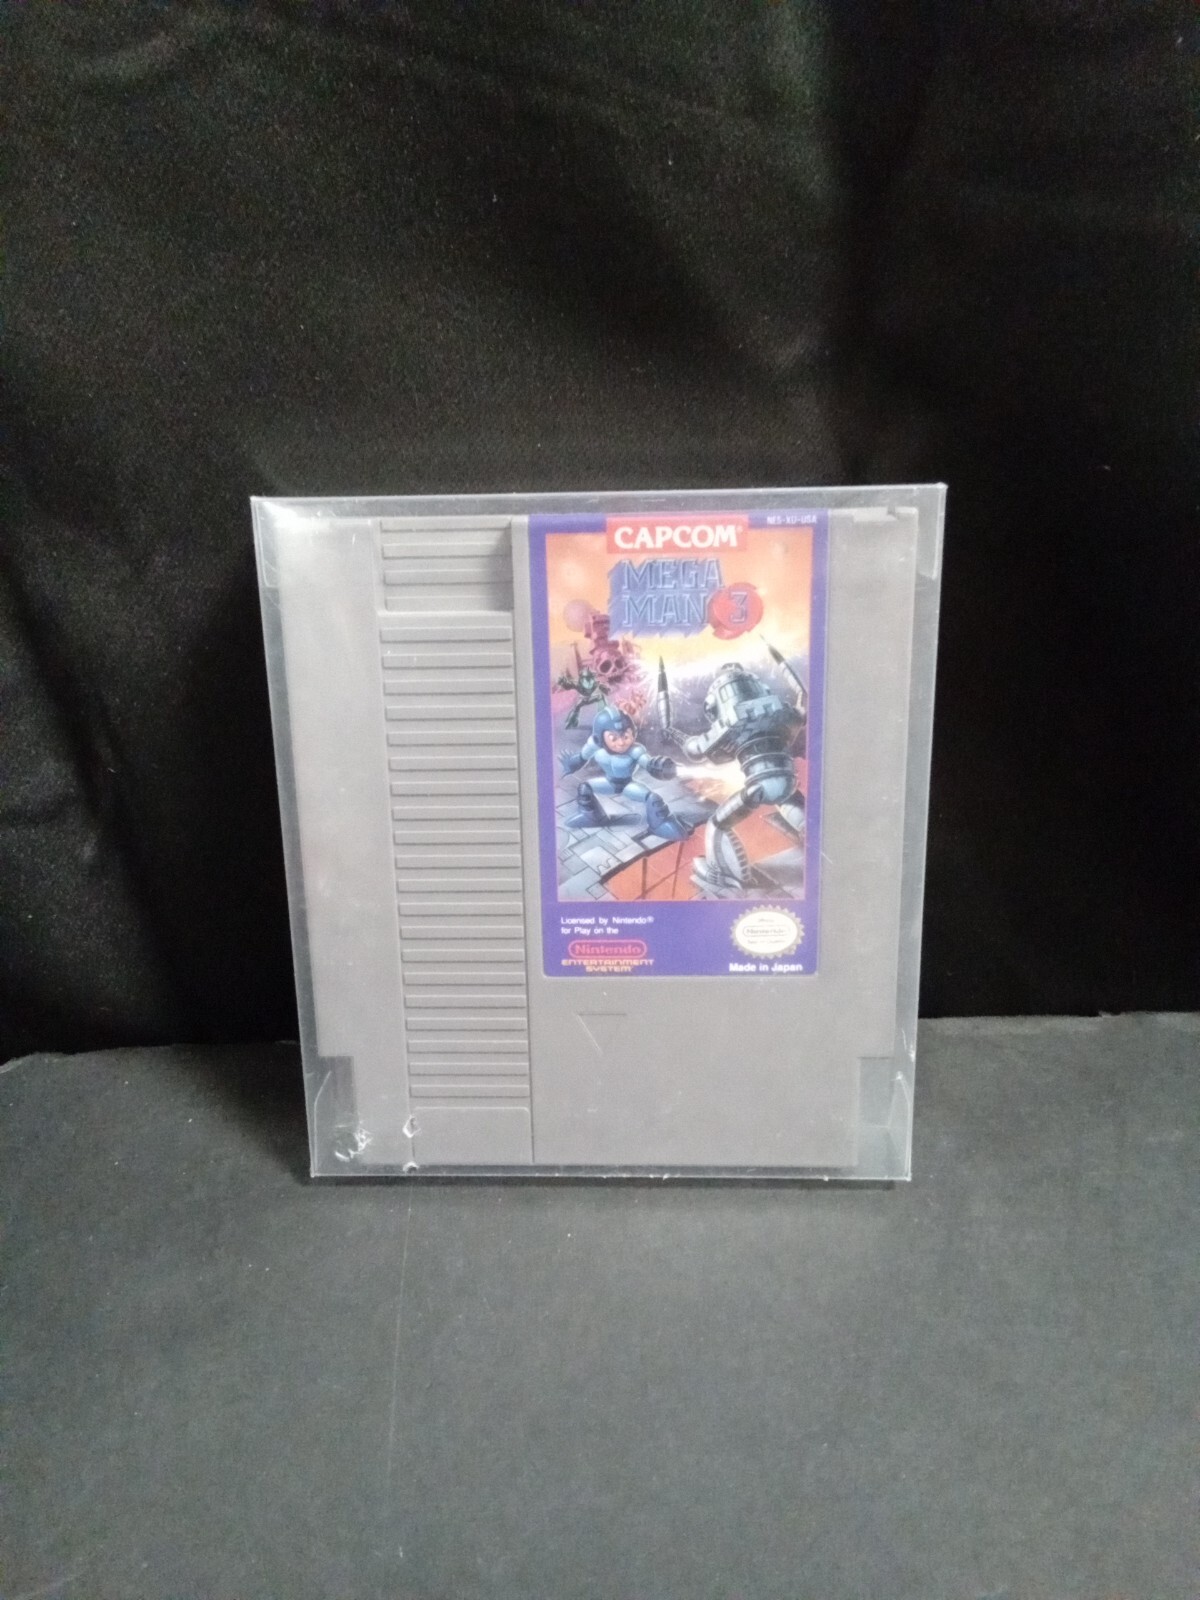 CAPCOM®
NES-XU-USA
MEGA
MAN 3
Licensed by Nintendo®
for Play on the
Nintendo
ENTERTAINMENT
SYSTEM
Made in Japan